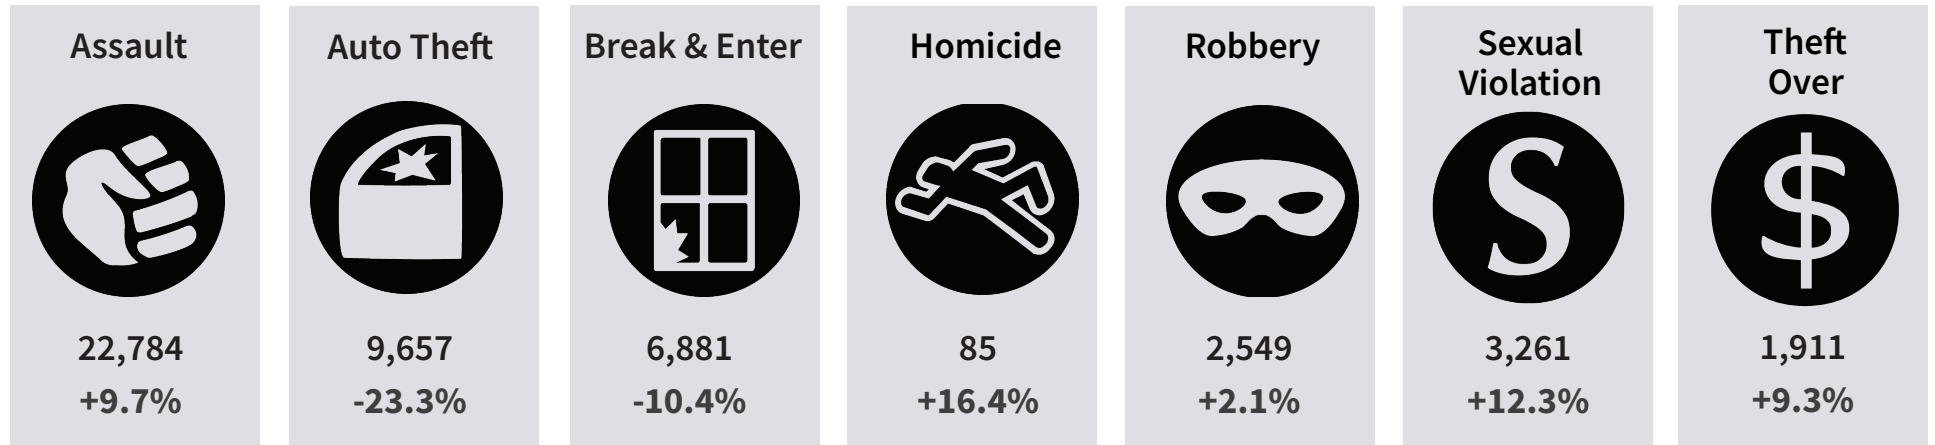 Assault
22,784
+9.7%
Auto Theft
9,657
-23.3%
Break & Enter
6,881
-10.4%
Homicide
85
+16.4%
Robbery
2,549
+2.1%
Sexual
Violation
S
3,261
+12.3%
Theft
Over
$
1,911
+9.3%